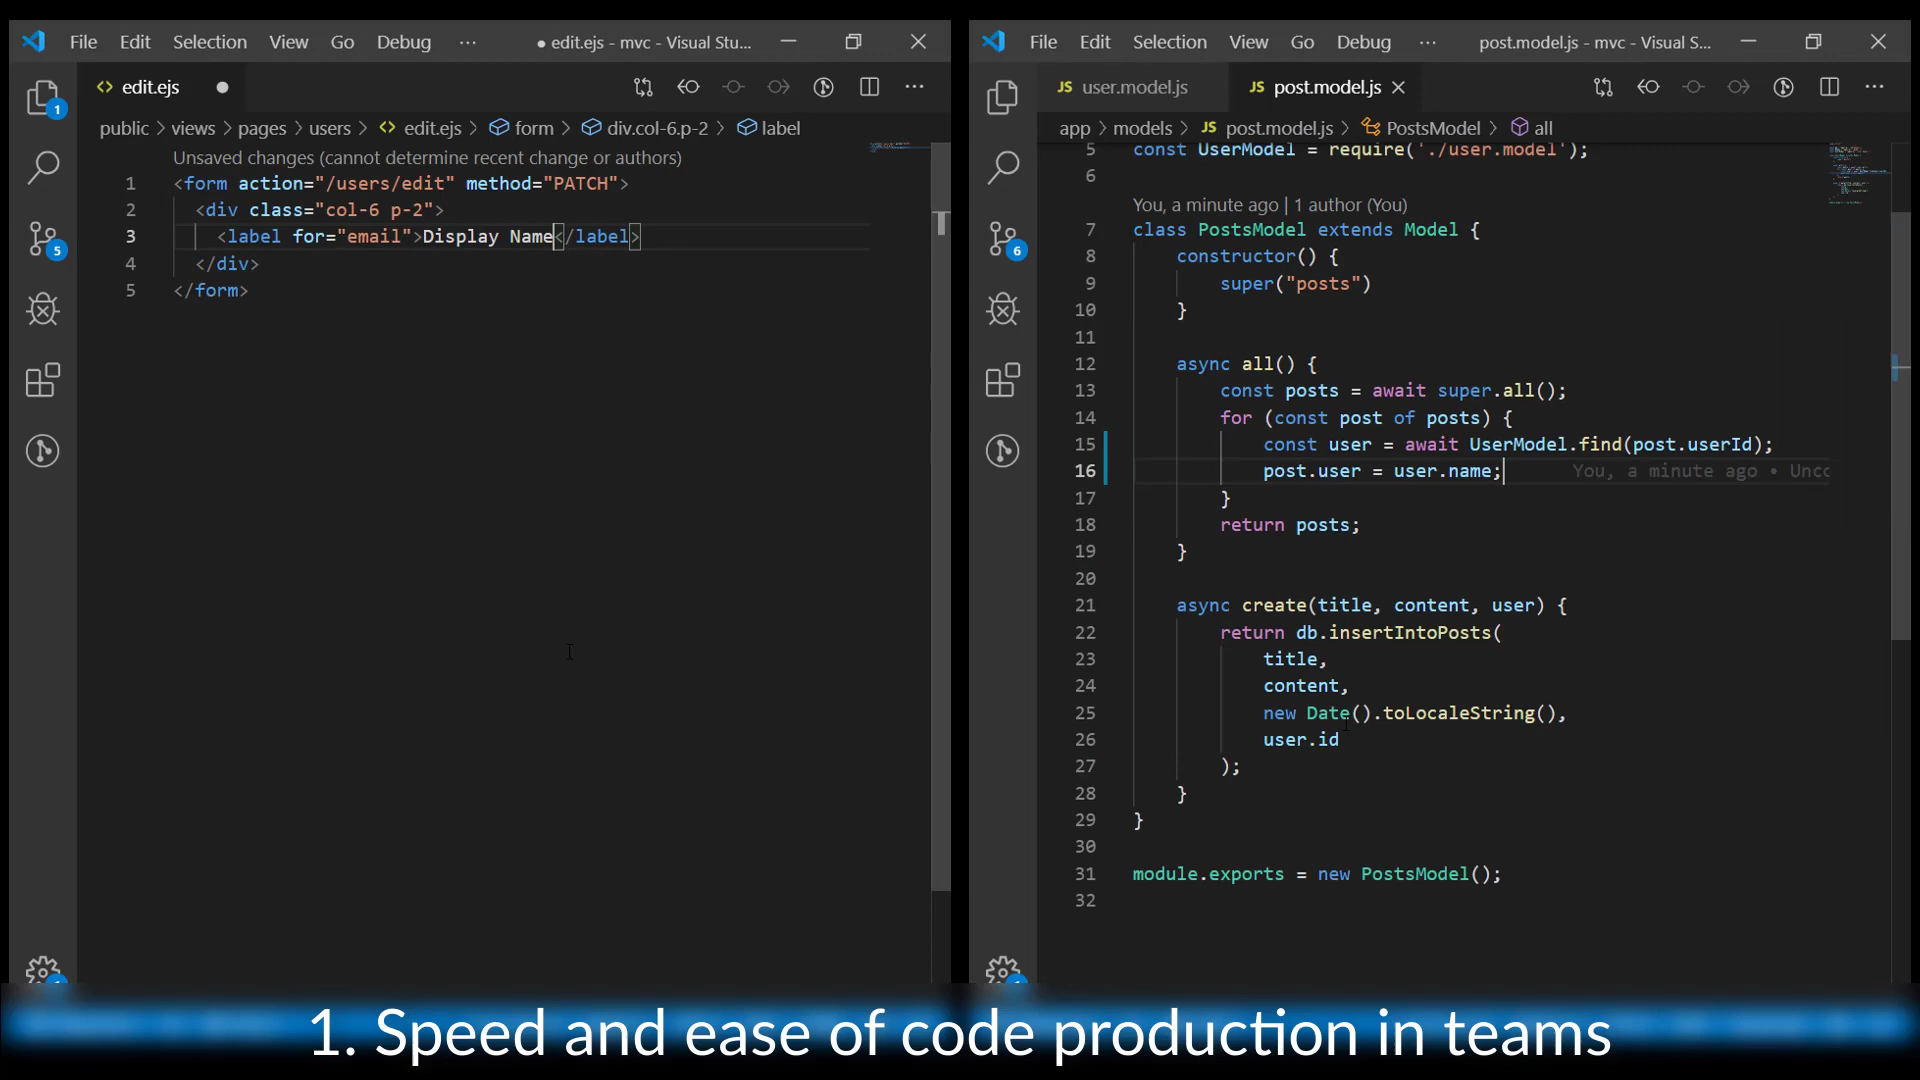 File Edit Selection View Go Debug ··· ● edit.ejs - mvc - Visual Stu...
edit.ejs
public > views > pages > users > edit.ejs > form > div.col-6.p-2 > label
Unsaved changes (cannot determine recent change or authors)
1 <form action="/users/edit" method="PATCH">
2 <div class="col-6 p-2">
3 <label for="email">Display Name</label>
4 </div>
5 </form>
1
5
File Edit Selection View Go Debug ··· post.model.js - mvc - Visual S...
JS user.model.js JS post.model.js
app > models > JS post.model.js > PostsModel > all
5 const UserModel = require('./user.model');
6
You, a minute ago | 1 author (You)
7 class PostsModel extends Model {
8 constructor() {
9 super("posts")
10 }
11
12 async all() {
13 const posts = await super.all();
14 for (const post of posts) {
15 const user = await UserModel.find(post.userId);
16 post.user = user.name; You, a minute ago • Unco
17 }
18 return posts;
19 }
20
21 async create(title, content, user) {
22 return db.insertIntoPosts(
23 title,
24 content,
25 new Date().toLocaleString(),
26 user.id
27 );
28 }
29 }
30
31 module.exports = new PostsModel();
32
6
1. Speed and ease of code production in teams